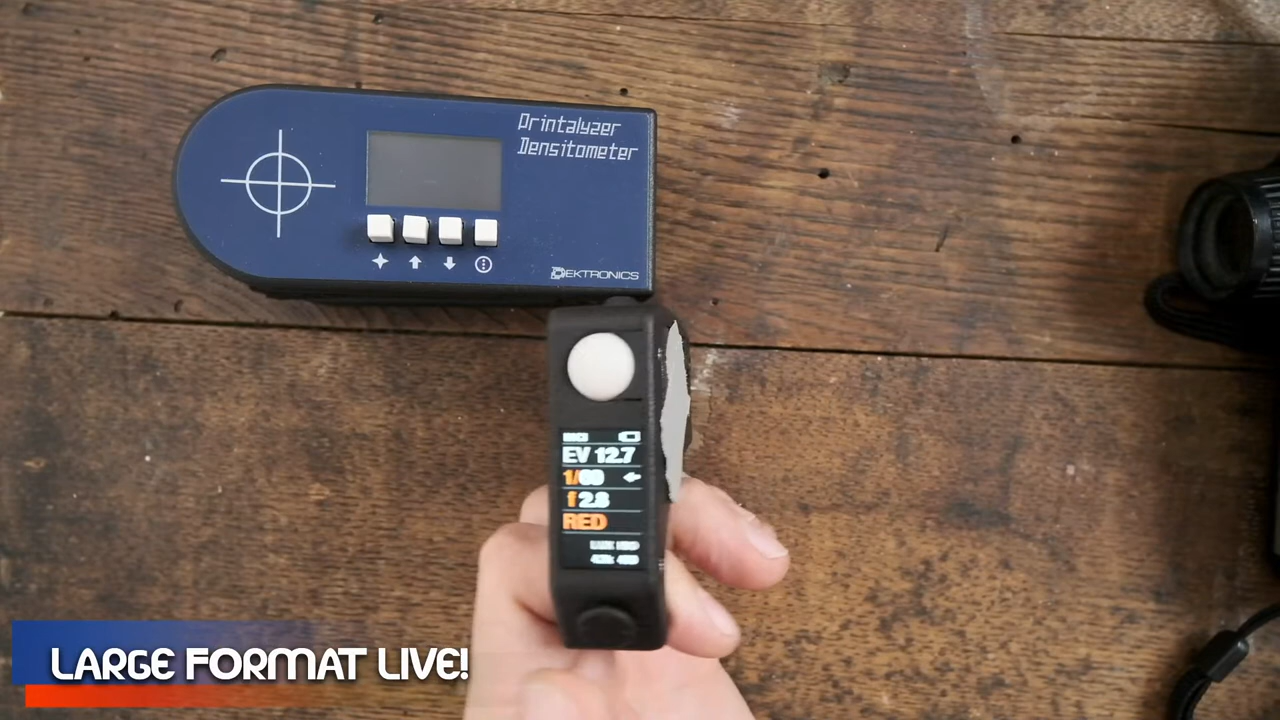 Printalyzer
Densitometer
DEKTRONICS
EV 12.7
1/60
f 2.8
RED
LARGE FORMAT LIVE!